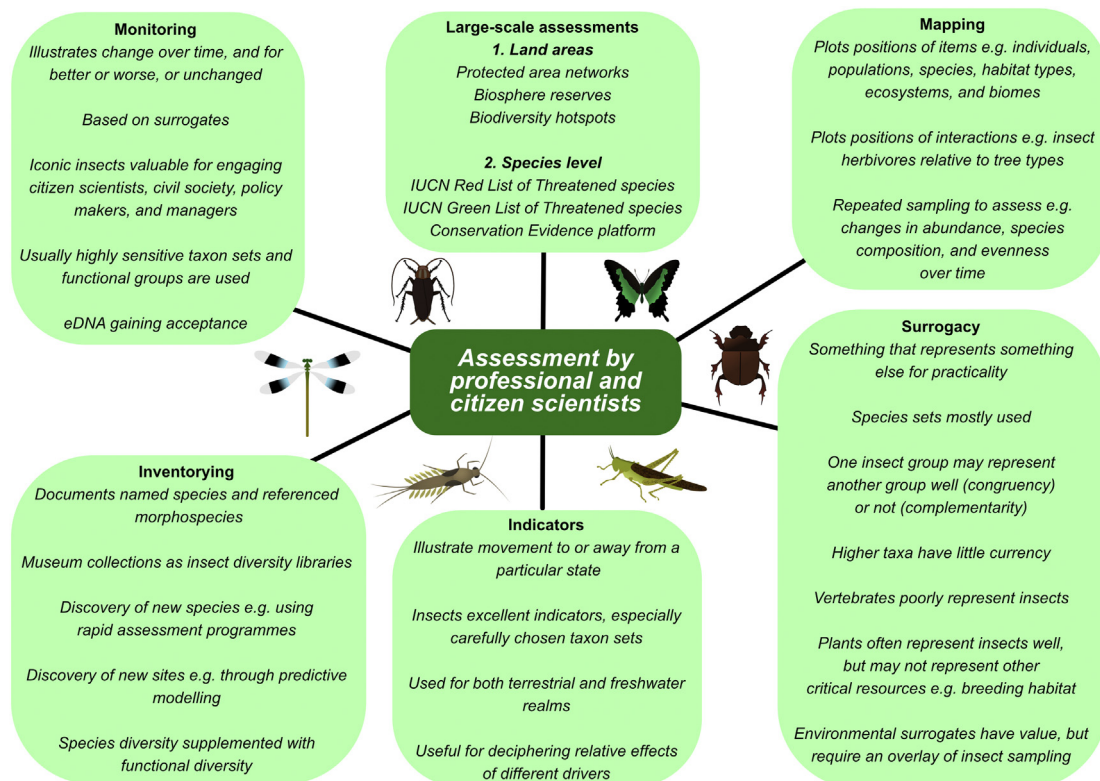 Monitoring
Illustrates change over time, and for
better or worse, or unchanged
Based on surrogates
Iconic insects valuable for engaging
citizen scientists, civil society, policy
makers, and managers
Usually highly sensitive taxon sets and
functional groups are used
eDNA gaining acceptance
Large-scale assessments
1. Land areas
Protected area networks
Biosphere reserves
Biodiversity hotspots
2. Species level
IUCN Red List of Threatened species
IUCN Green List of Threatened species
Conservation Evidence platform
Mapping
Plots positions of items e.g. individuals,
populations, species, habitat types,
ecosystems, and biomes
Plots positions of interactions e.g. insect
herbivores relative to tree types
Repeated sampling to assess e.g.
changes in abundance, species
composition, and evenness
over time
Assessment by
professional and
citizen scientists
Inventorying
Documents named species and referenced
morphospecies
Museum collections as insect diversity libraries
Discovery of new species e.g. using
rapid assessment programmes
Discovery of new sites e.g. through predictive
modelling
Species diversity supplemented with
functional diversity
Indicators
Illustrate movement to or away from a
particular state
Insects excellent indicators, especially
carefully chosen taxon sets
Used for both terrestrial and freshwater
realms
Useful for deciphering relative effects
of different drivers
Surrogacy
Something that represents something
else for practicality
Species sets mostly used
One insect group may represent
another group well (congruency)
or not (complementarity)
Higher taxa have little currency
Vertebrates poorly represent insects
Plants often represent insects well,
but may not represent other
critical resources e.g. breeding habitat
Environmental surrogates have value, but
require an overlay of insect sampling